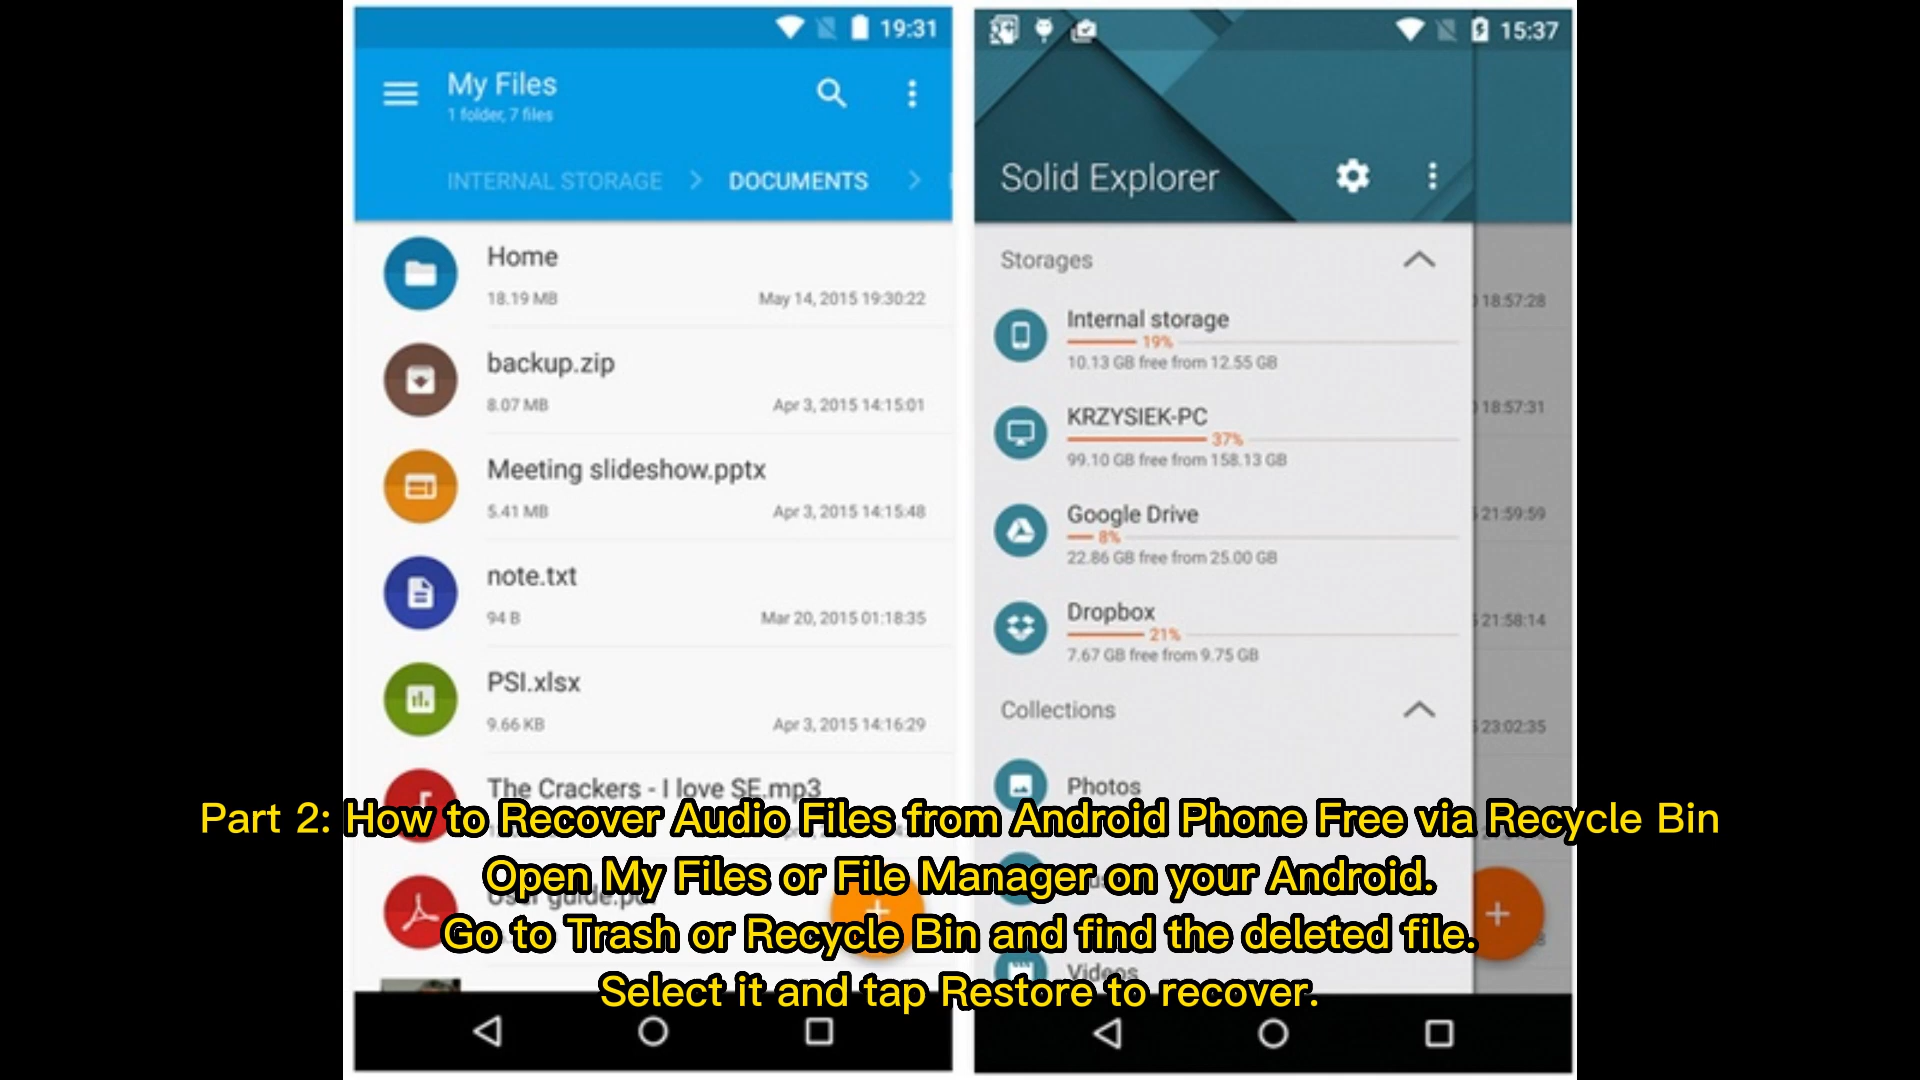 19:31
My Files
1 folder, 7 files
INTERNAL STORAGE > DOCUMENTS >
Home
18.19 MB May 14, 2015 19:30:22
backup.zip
8.07 MB Apr 3, 2015 14:15:01
Meeting slideshow.pptx
5.41 MB Apr 3, 2015 14:15:48
note.txt
94 B Mar 20, 2015 01:18:35
PSI.xlsx
9.66 KB Apr 3, 2015 14:16:29
The Crackers - I love SE.mp3
User guide.pdf
15:37
Solid Explorer
Storages
Internal storage
19%
10.13 GB free from 12.55 GB
KRZYSIEK-PC
37%
99.10 GB free from 158.13 GB
Google Drive
8%
22.86 GB free from 25.00 GB
Dropbox
21%
7.67 GB free from 9.75 GB
Collections
Photos
Videos
18:57:28
18:57:31
21:59:59
21:58:14
23:02:35
Part 2: How to Recover Audio Files from Android Phone Free via Recycle Bin
Open My Files or File Manager on your Android.
Go to Trash or Recycle Bin and find the deleted file.
Select it and tap Restore to recover.